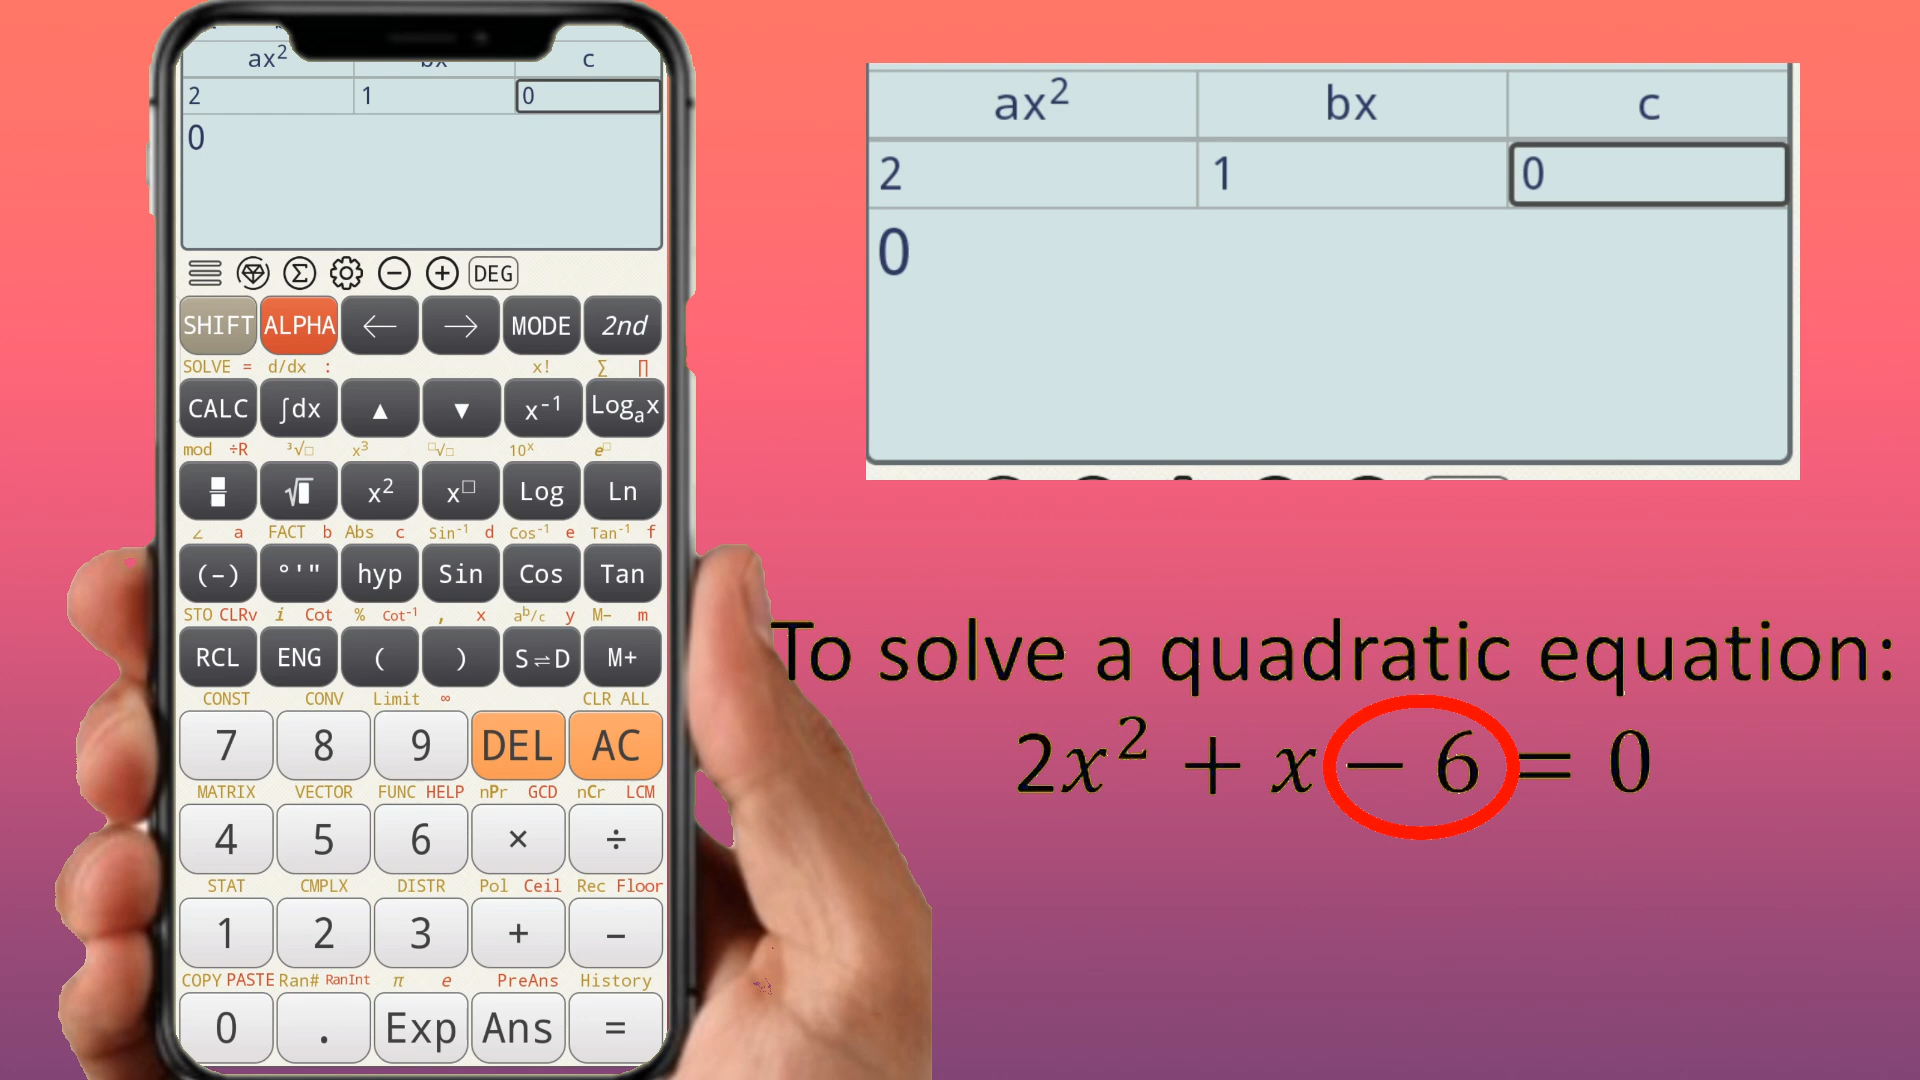 ax² bx c
2 1 0
0
DEG
SHIFT ALPHA ← → MODE 2nd
SOLVE = d/dx : x! ∑ ∏
CALC ∫dx ▲ ▼ x⁻¹ Logₐx
mod ÷R ³√□ x³ □√□ 10ˣ e□
√ x² x□ Log Ln
∠ a FACT b Abs c Sin⁻¹ d Cos⁻¹ e Tan⁻¹ f
(−) °'" hyp Sin Cos Tan
STO CLRv i Cot % Cot⁻¹ , x aᵇ/c y M− m
RCL ENG ( ) S⇌D M+
CONST CONV Limit ∞ CLR ALL
7 8 9 DEL AC
MATRIX VECTOR FUNC HELP nPr GCD nCr LCM
4 5 6 × ÷
STAT CMPLX DISTR Pol Ceil Rec Floor
1 2 3 + −
COPY PASTE Ran# RanInt π e PreAns History
0 . Exp Ans =
ax² bx c
2 1 0
0
To solve a quadratic equation:
2x² + x − 6 = 0